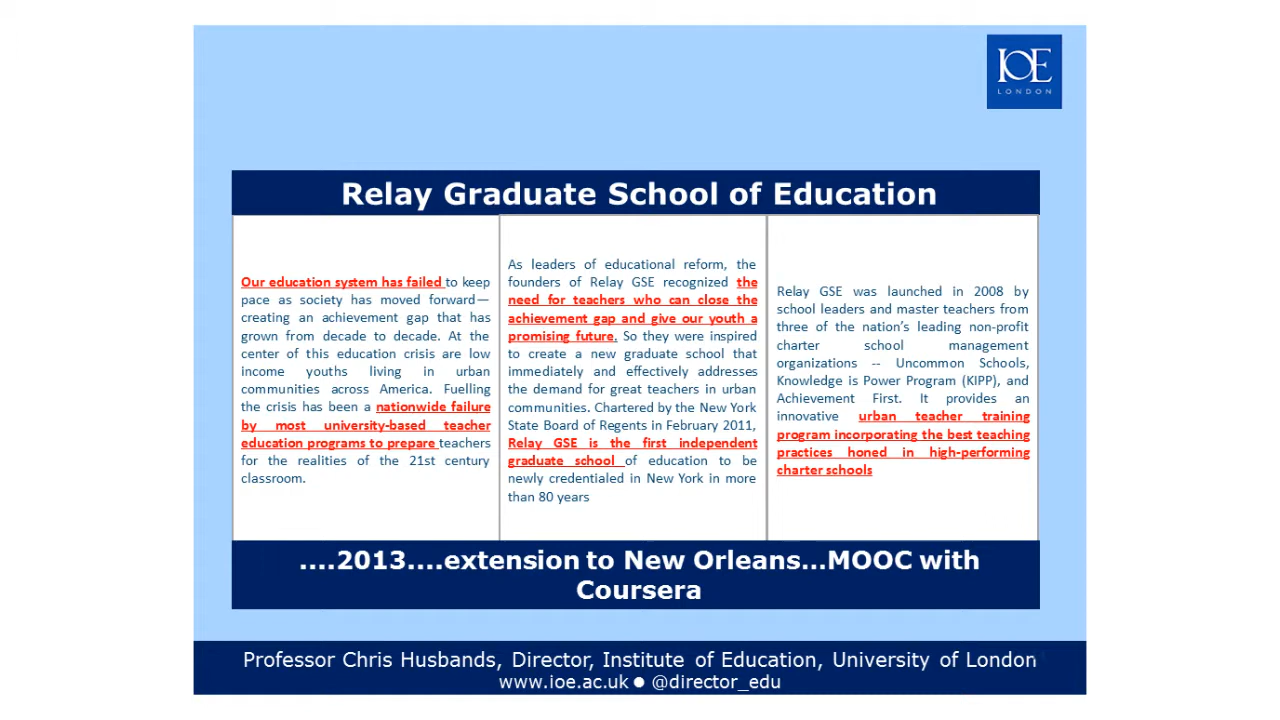 IOE
LONDON
Relay Graduate School of Education
Our education system has failed to keep
pace as society has moved forward—
creating an achievement gap that has
grown from decade to decade. At the
center of this education crisis are low
income youths living in urban
communities across America. Fuelling
the crisis has been a nationwide failure
by most university-based teacher
education programs to prepare teachers
for the realities of the 21st century
classroom.
As leaders of educational reform, the
founders of Relay GSE recognized the
need for teachers who can close the
achievement gap and give our youth a
promising future. So they were inspired
to create a new graduate school that
immediately and effectively addresses
the demand for great teachers in urban
communities. Chartered by the New York
State Board of Regents in February 2011,
Relay GSE is the first independent
graduate school of education to be
newly credentialed in New York in more
than 80 years
Relay GSE was launched in 2008 by
school leaders and master teachers from
three of the nation's leading non-profit
charter school management
organizations -- Uncommon Schools,
Knowledge is Power Program (KIPP), and
Achievement First. It provides an
innovative urban teacher training
program incorporating the best teaching
practices honed in high-performing
charter schools
....2013....extension to New Orleans...MOOC with
Coursera
Professor Chris Husbands, Director, Institute of Education, University of London
www.ioe.ac.uk ● @director_edu